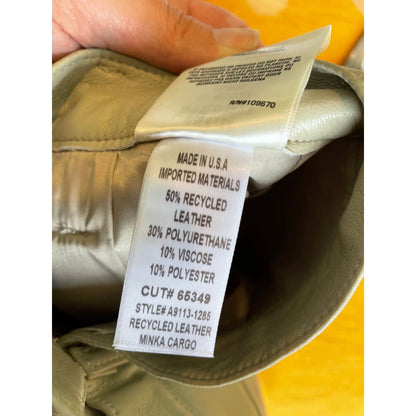 R/N#109670
MADE IN U.S.A
IMPORTED MATERIALS
50% RECYCLED
LEATHER
30% POLYURETHANE
10% VISCOSE
10% POLYESTER
CUT# 65349
STYLE# A9113-1285
RECYCLED LEATHER
MINKA CARGO